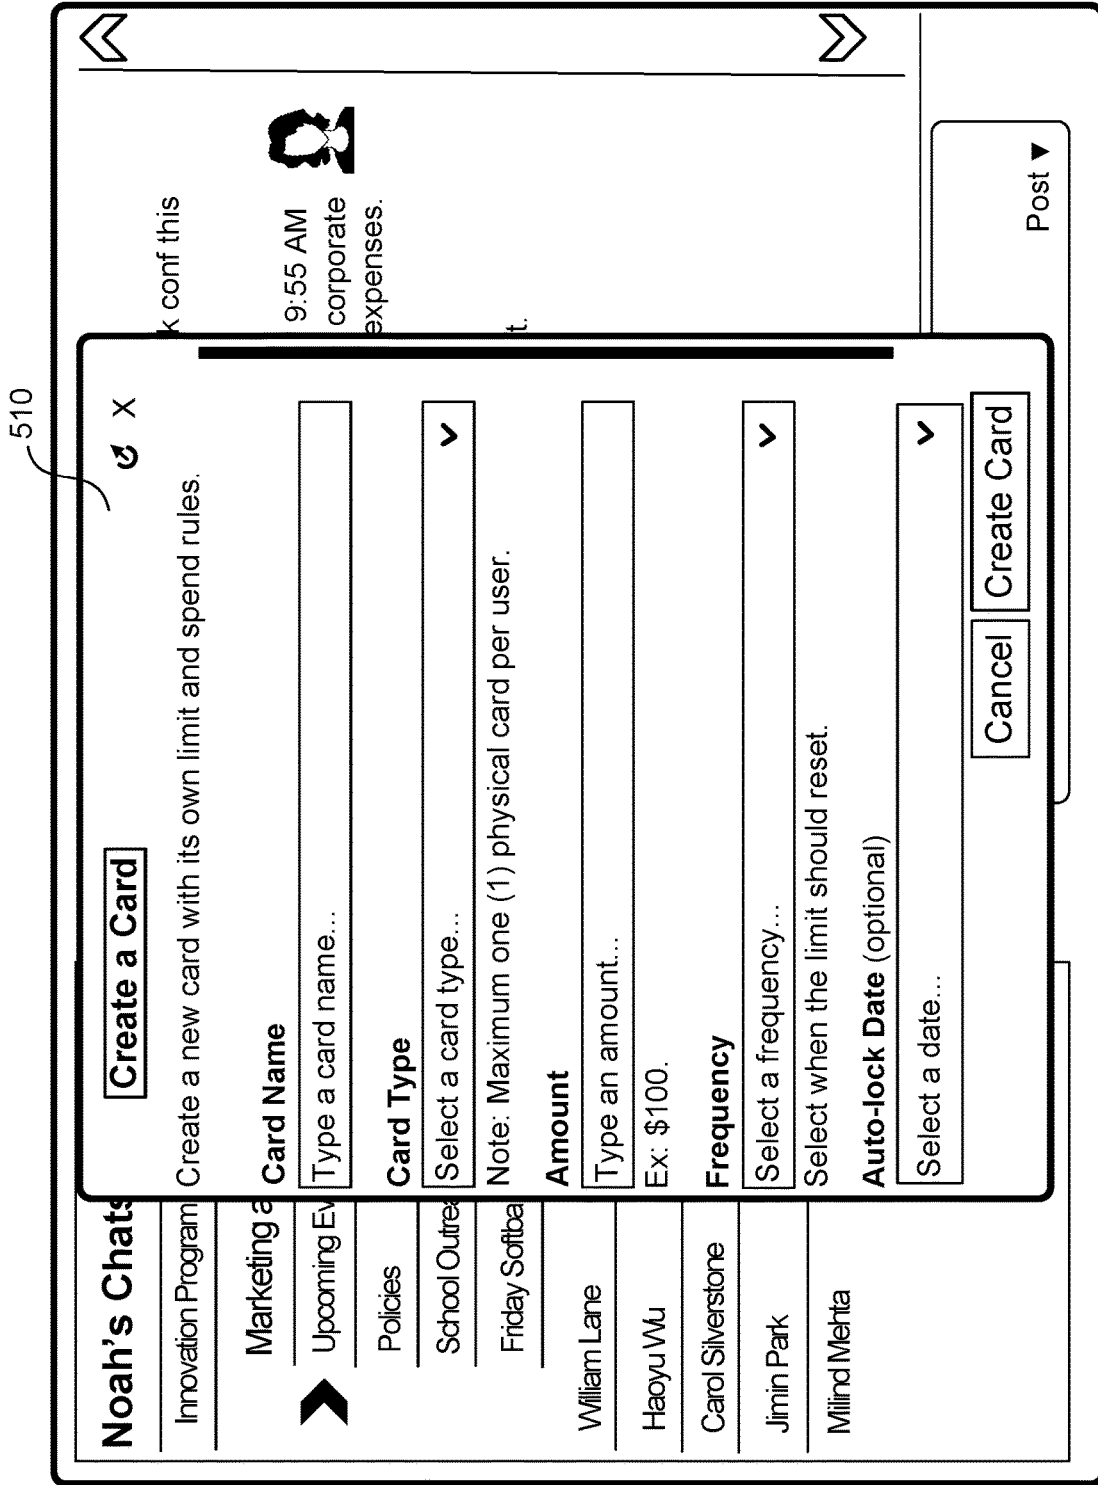 510
Noah's Chats
Innovation Program
Marketing a
Upcoming Ev
Policies
School Outrea
Friday Softba
William Lane
Haoyu Wu
Carol Silverstone
Jimin Park
Milind Mehta
Create a Card
X
Create a new card with its own limit and spend rules.
Card Name
Type a card name...
Card Type
Select a card type...
Note: Maximum one (1) physical card per user.
Amount
Type an amount...
Ex: $100.
Frequency
Select a frequency...
Select when the limit should reset.
Auto-lock Date (optional)
Select a date...
Cancel
Create Card
k conf this
9:55 AM
corporate
expenses.
t.
Post ▼